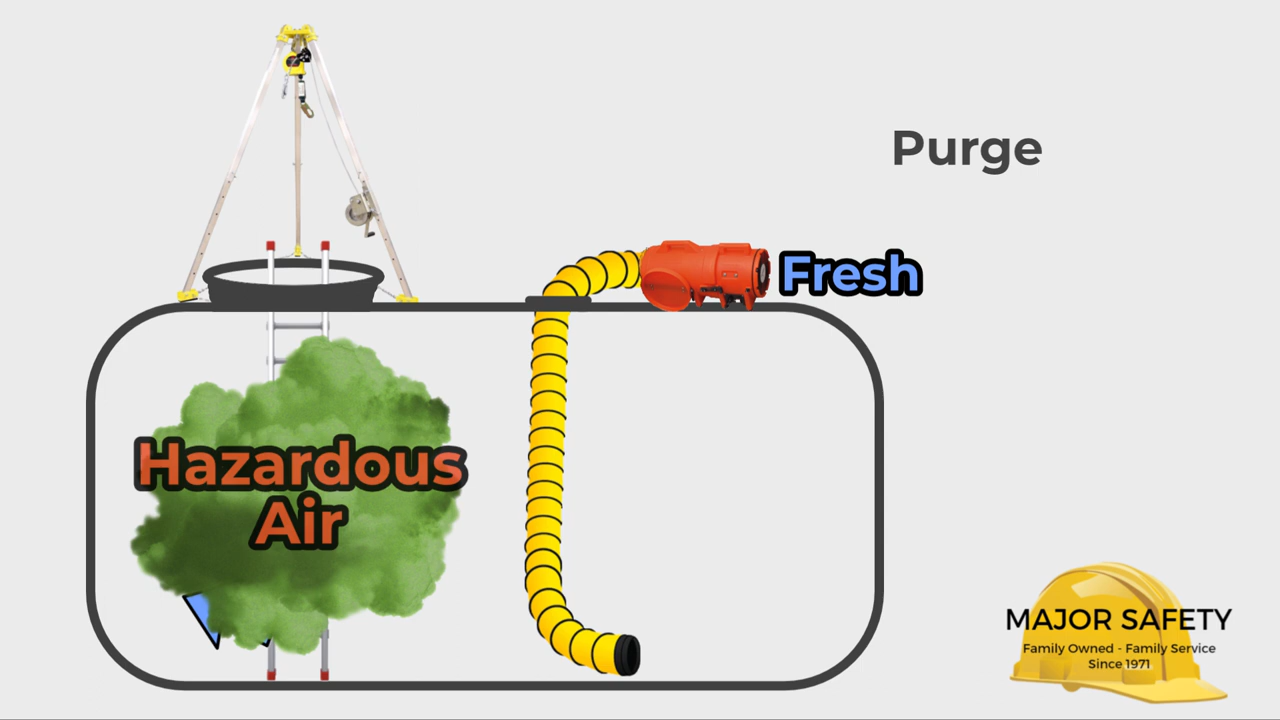 Purge
Fresh
Hazardous
Air
MAJOR SAFETY
Family Owned - Family Service
Since 1971